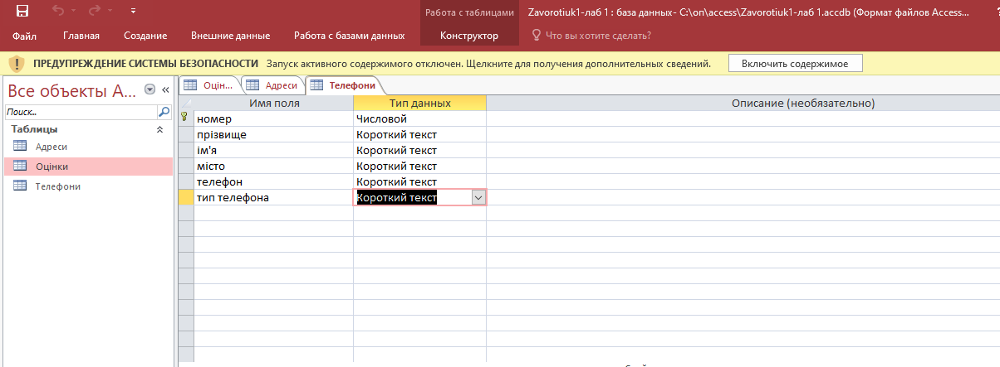 Работа с таблицами
Zavorotiuk1-лаб 1 : база данных- C:\оп\access\Zavorotiuk1-лаб 1.accdb (Формат файлов Access...
?
Файл
Главная
Создание
Внешние данные
Работа с базами данных
Конструктор
Что вы хотите сделать?
ПРЕДУПРЕЖДЕНИЕ СИСТЕМЫ БЕЗОПАСНОСТИ Запуск активного содержимого отключен. Щелкните для получения дополнительных сведений.
Включить содержимое
Все объекты A...
Поиск...
Таблицы
Адреси
Оцінки
Телефони
Оцін...
Адреси
Телефони
Имя поля
Тип данных
Описание (необязательно)
номер Числовой
прізвище Короткий текст
ім'я Короткий текст
місто Короткий текст
телефон Короткий текст
тип телефона Короткий текст